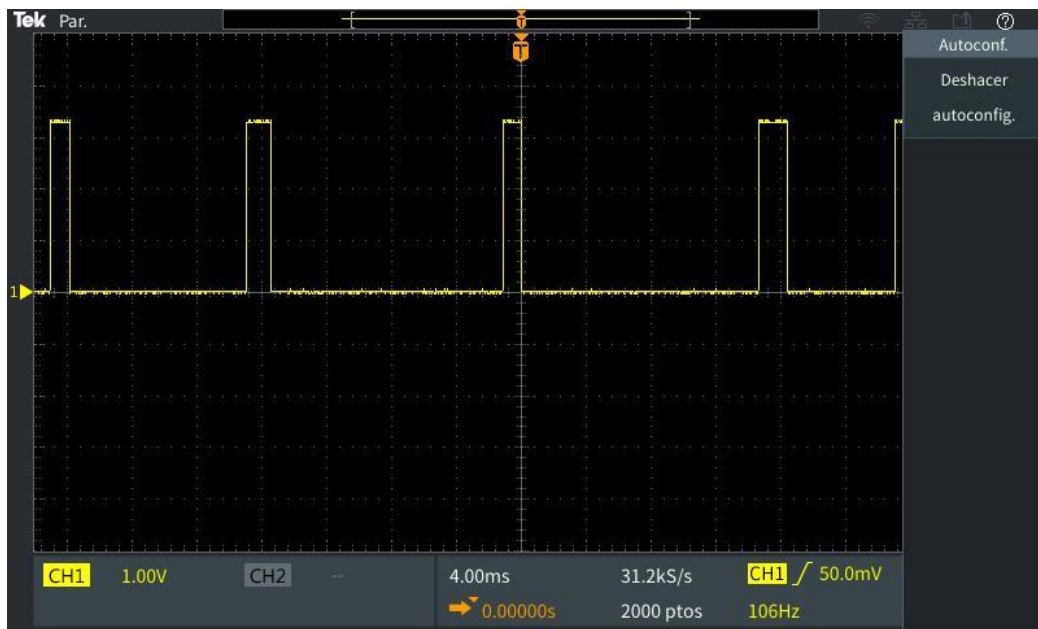 Tek Par.
T
T
Autoconf.
Deshacer
autoconfig.
1
CH1 1.00V CH2 -- 4.00ms 31.2kS/s CH1 50.0mV
0.00000s 2000 ptos 106Hz